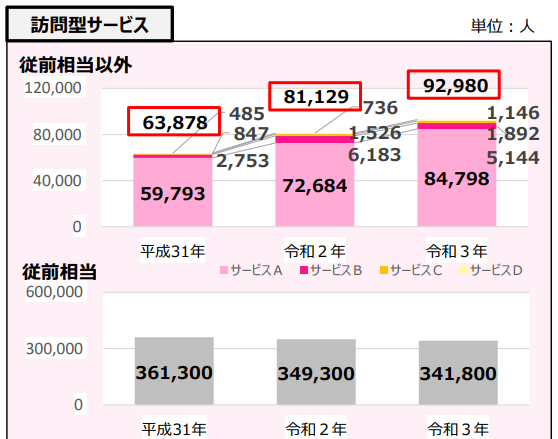 訪問型サービス
単位：人
従前相当以外
120,000
80,000
40,000
0
63,878
485
847
2,753
59,793
81,129
736
1,526
6,183
72,684
92,980
1,146
1,892
5,144
84,798
平成31年
令和２年
令和３年
サービスA
サービスB
サービスC
サービスD
従前相当
600,000
300,000
0
361,300
349,300
341,800
平成31年
令和２年
令和３年